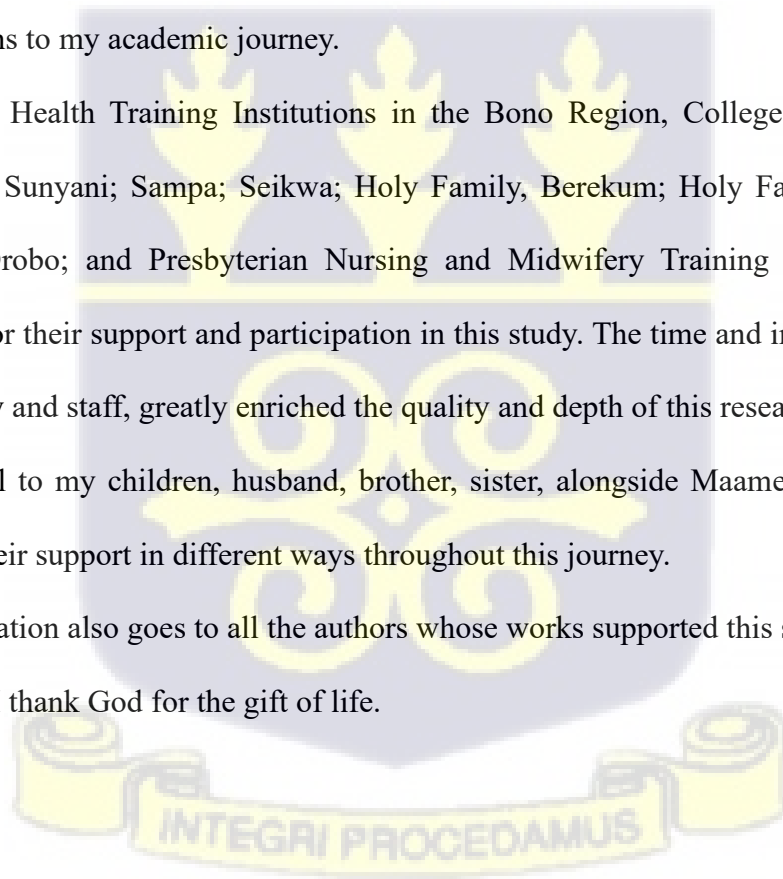 ns to my academic journey.
Health Training Institutions in the Bono Region, College
Sunyani; Sampa; Seikwa; Holy Family, Berekum; Holy Fa
robo; and Presbyterian Nursing and Midwifery Training
or their support and participation in this study. The time and in
y and staff, greatly enriched the quality and depth of this resea
l to my children, husband, brother, sister, alongside Maame
eir support in different ways throughout this journey.
ation also goes to all the authors whose works supported this s
thank God for the gift of life.
INTEGRI PROCEDAMUS